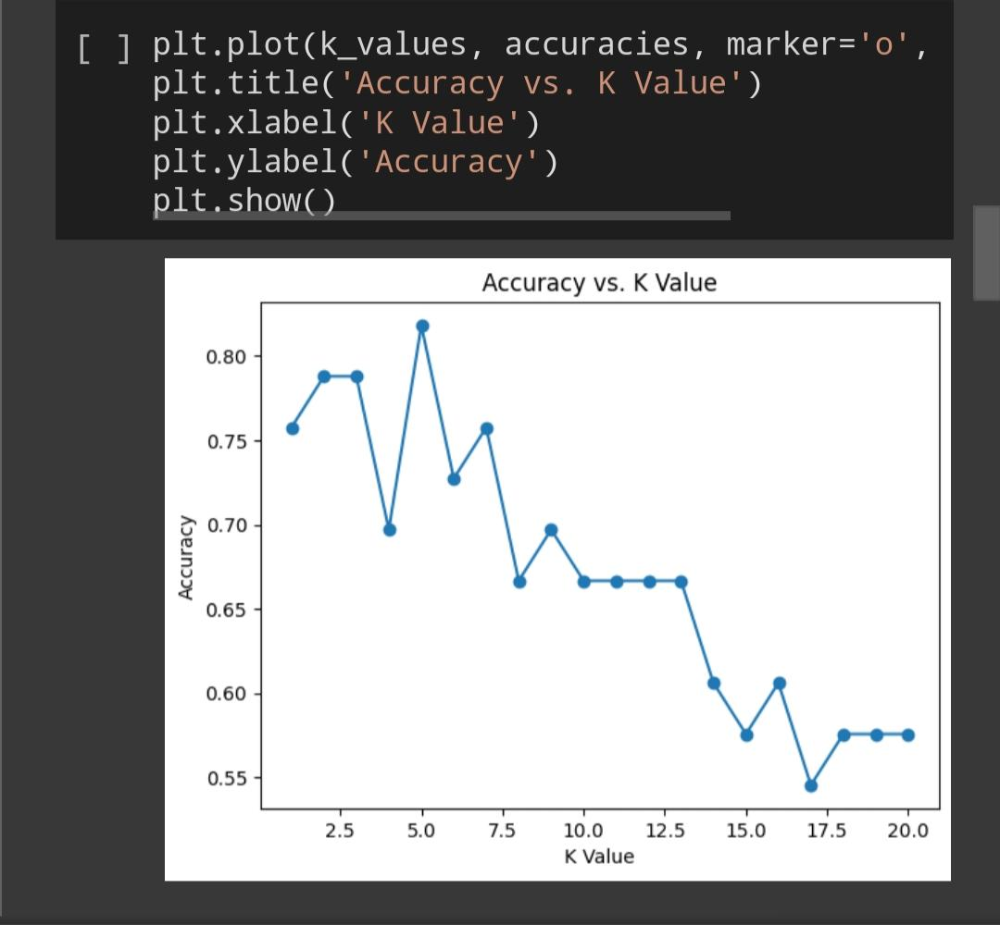 [ ] plt.plot(k_values, accuracies, marker='o',
plt.title('Accuracy vs. K Value')
plt.xlabel('K Value')
plt.ylabel('Accuracy')
plt.show()
Accuracy vs. K Value
0.80
0.75
0.70
0.65
0.60
0.55
Accuracy
2.5 5.0 7.5 10.0 12.5 15.0 17.5 20.0
K Value